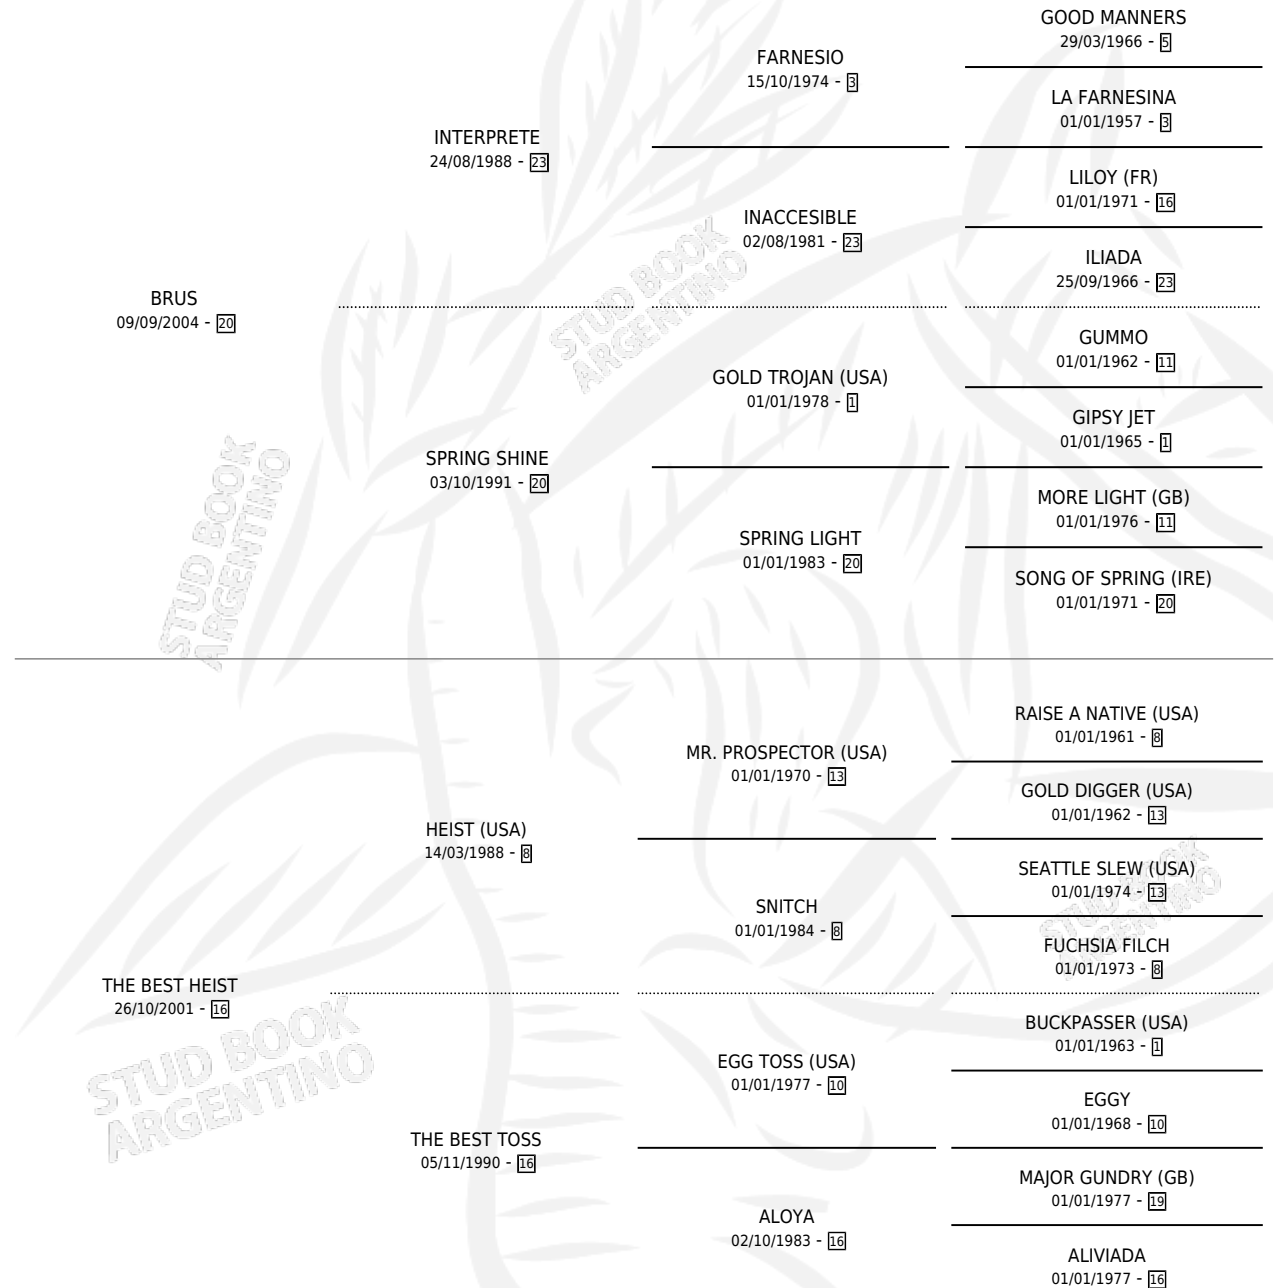 GOOD MANNERS
29/03/1966 - 5
FARNESIO
15/10/1974 - 3
LA FARNESINA
01/01/1957 - 3
INTERPRETE
24/08/1988 - 23
LILOY (FR)
01/01/1971 - 16
INACCESIBLE
02/08/1981 - 23
ILIADA
25/09/1966 - 23
BRUS
09/09/2004 - 20
GUMMO
01/01/1962 - 11
GOLD TROJAN (USA)
01/01/1978 - 1
GIPSY JET
01/01/1965 - 1
SPRING SHINE
03/10/1991 - 20
MORE LIGHT (GB)
01/01/1976 - 11
SPRING LIGHT
01/01/1983 - 20
SONG OF SPRING (IRE)
01/01/1971 - 20
STUD BOOK
ARGENTINO
STUD BOOK
ARGENTINO
RAISE A NATIVE (USA)
01/01/1961 - 8
MR. PROSPECTOR (USA)
01/01/1970 - 13
GOLD DIGGER (USA)
01/01/1962 - 13
HEIST (USA)
14/03/1988 - 8
SEATTLE SLEW (USA)
01/01/1974 - 13
SNITCH
01/01/1984 - 8
FUCHSIA FILCH
01/01/1973 - 8
THE BEST HEIST
26/10/2001 - 16
BUCKPASSER (USA)
01/01/1963 - 1
EGG TOSS (USA)
01/01/1977 - 10
EGGY
01/01/1968 - 10
THE BEST TOSS
05/11/1990 - 16
MAJOR GUNDRY (GB)
01/01/1977 - 19
ALOYA
02/10/1983 - 16
ALIVIADA
01/01/1977 - 16
STUD BOOK
ARGENTINO
STUD BOOK
ARGENTINO